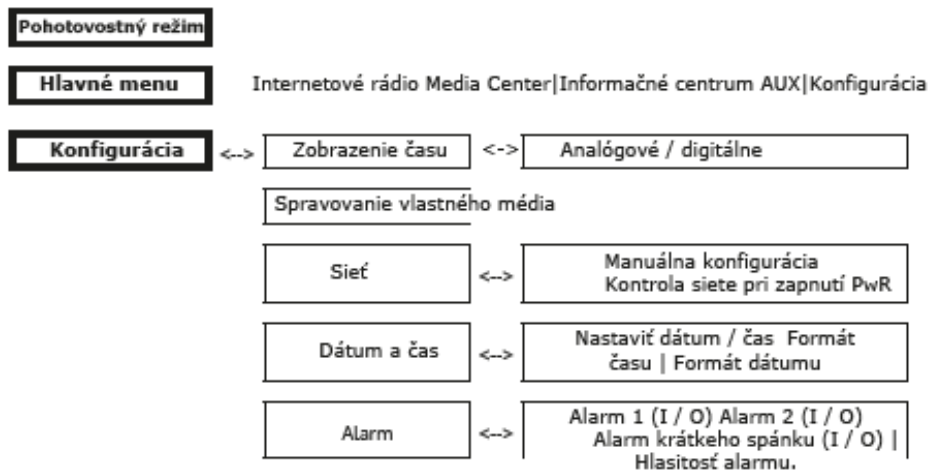 Pohotovostný režim
Hlavné menu Internetové rádio Media Center|Informačné centrum AUX|Konfigurácia
Konfigurácia <--> Zobrazenie času <-> Analógové / digitálne
Spravovanie vlastného média
Sieť <--> Manuálna konfigurácia
Kontrola siete pri zapnutí PwR
Dátum a čas <--> Nastaviť dátum / čas Formát
času | Formát dátumu
Alarm <--> Alarm 1 (I / O) Alarm 2 (I / O)
Alarm krátkeho spánku (I / O) |
Hlasitosť alarmu.